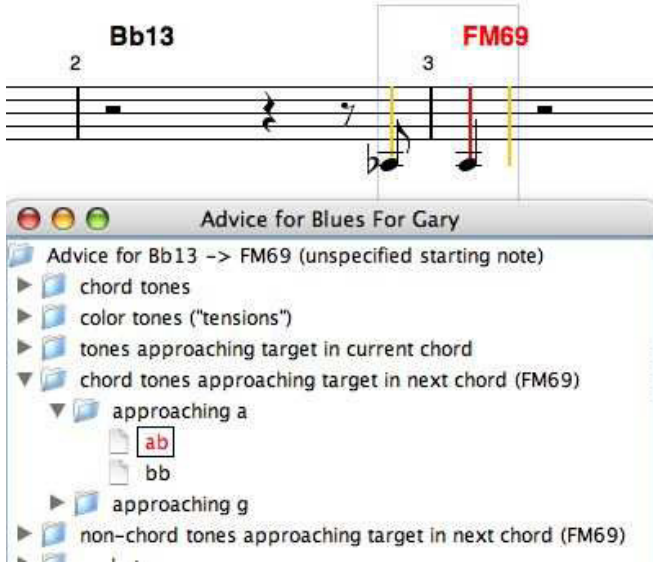 Bb13 FM69
2 3
Advice for Blues For Gary
Advice for Bb13 -> FM69 (unspecified starting note)
chord tones
color tones ("tensions")
tones approaching target in current chord
chord tones approaching target in next chord (FM69)
approaching a
ab
bb
approaching g
non-chord tones approaching target in next chord (FM69)